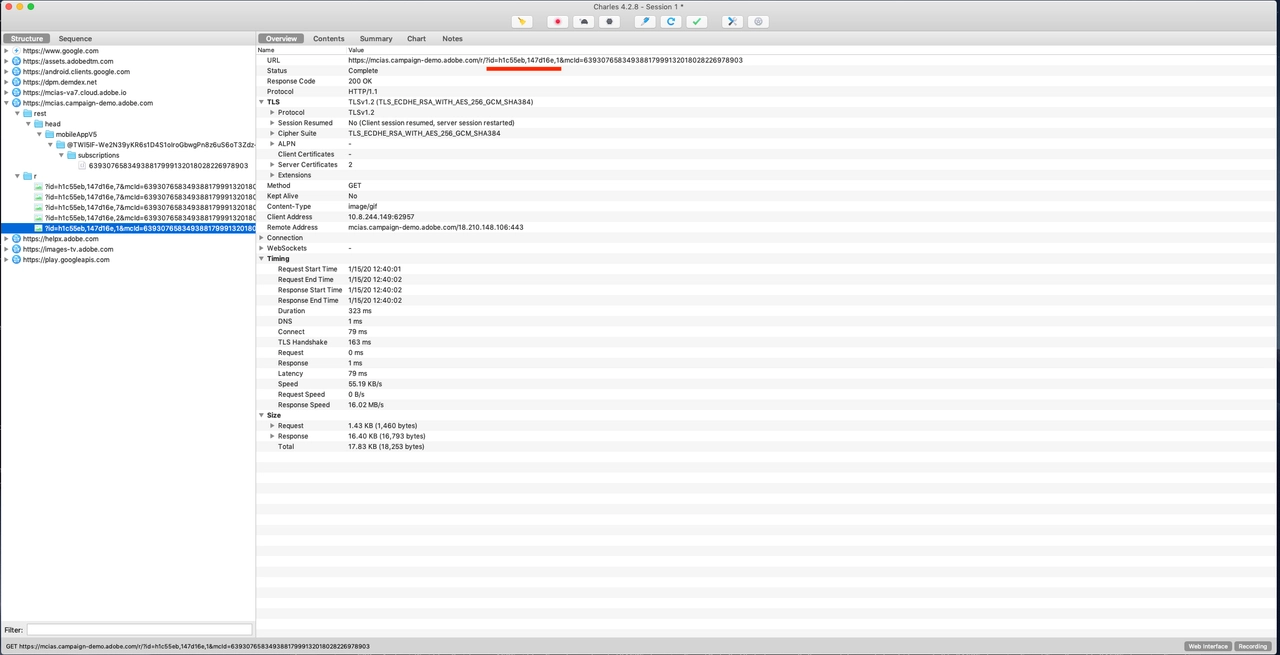 Charles 4.2.8 - Session 1 *
Structure Sequence
https://www.google.com
https://assets.adobedtm.com
https://android.clients.google.com
https://dpm.demdex.net
https://mcias-va7.cloud.adobe.io
https://mcias.campaign-demo.adobe.com
rest
head
mobileAppV5
@TWl5lF-We2N39yKR6s1D4S1oIroGbwgPn8z6uS6oT3Zdz
subscriptions
63930765834938817999132018028226978903
r
?id=h1c55eb,147d16e,7&mcId=639307658349388179991320180
?id=h1c55eb,147d16e,7&mcId=639307658349388179991320180
?id=h1c55eb,147d16e,2&mcId=639307658349388179991320180
?id=h1c55eb,147d16e,1&mcId=639307658349388179991320180
https://helpx.adobe.com
https://images-tv.adobe.com
https://play.googleapis.com
Filter:
Overview Contents Summary Chart Notes
Name Value
URL https://mcias.campaign-demo.adobe.com/r/?id=h1c55eb,147d16e,1&mcId=63930765834938817999132018028226978903
Status Complete
Response Code 200 OK
Protocol HTTP/1.1
TLS TLSv1.2 (TLS_ECDHE_RSA_WITH_AES_256_GCM_SHA384)
Protocol TLSv1.2
Session Resumed No (Client session resumed, server session restarted)
Cipher Suite TLS_ECDHE_RSA_WITH_AES_256_GCM_SHA384
ALPN -
Client Certificates -
Server Certificates 2
Extensions
Method GET
Kept Alive No
Content-Type image/gif
Client Address 10.8.244.149:62957
Remote Address mcias.campaign-demo.adobe.com/18.210.148.106:443
Connection
WebSockets -
Timing
Request Start Time 1/15/20 12:40:01
Request End Time 1/15/20 12:40:02
Response Start Time 1/15/20 12:40:02
Response End Time 1/15/20 12:40:02
Duration 323 ms
DNS 1 ms
Connect 79 ms
TLS Handshake 163 ms
Request 0 ms
Response 1 ms
Latency 79 ms
Speed 55.19 KB/s
Request Speed 0 B/s
Response Speed 16.02 MB/s
Size
Request 1.43 KB (1,460 bytes)
Response 16.40 KB (16,793 bytes)
Total 17.83 KB (18,253 bytes)
GET https://mcias.campaign-demo.adobe.com/r/?id=h1c55eb,147d16e,1&mcId=63930765834938817999132018028226978903
Web Interface Recording